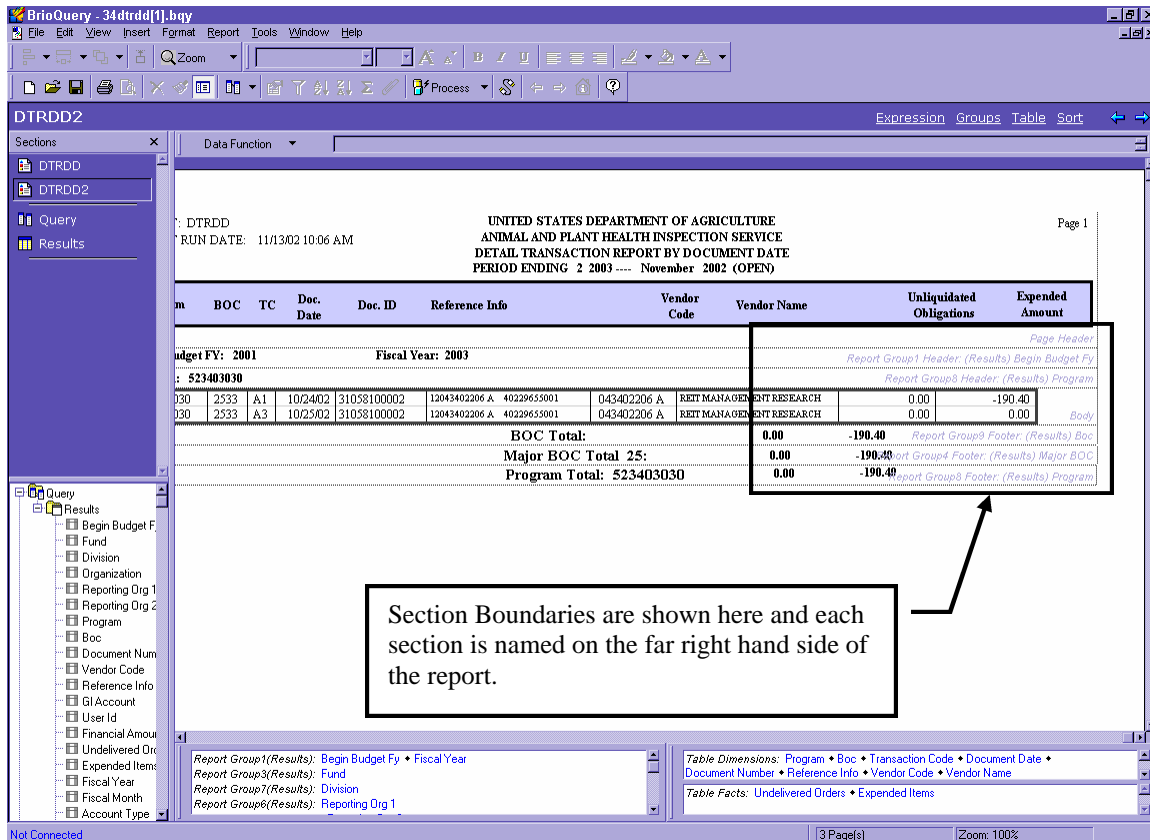 BrioQuery - 34dtrdd[1].bqy
File Edit View Insert Format Report Tools Window Help
Zoom
B I U
Process
DTRDD2
Expression Groups Table Sort
Sections
Data Function
DTRDD
DTRDD2
Query
Results
: DTRDD
UNITED STATES DEPARTMENT OF AGRICULTURE
Page 1
RUN DATE: 11/13/02 10:06 AM
ANIMAL AND PLANT HEALTH INSPECTION SERVICE
DETAIL TRANSACTION REPORT BY DOCUMENT DATE
PERIOD ENDING 2 2003 ---- November 2002 (OPEN)
m BOC TC Doc. Date Doc. ID Reference Info Vendor Code Vendor Name Unliquidated Obligations Expended Amount
Page Header
udget FY: 2001 Fiscal Year: 2003
Report Group1 Header: (Results) Begin Budget Fy
: 523403030
Report Group8 Header: (Results) Program
030 2533 A1 10/24/02 31058100002 12043402206 A 40229655001 043402206 A REIT MANAGEMENT RESEARCH 0.00 -190.40
030 2533 A3 10/25/02 31058100002 12043402206 A 40229655001 043402206 A REIT MANAGEMENT RESEARCH 0.00 0.00
Body
BOC Total: 0.00 -190.40
Report Group9 Footer: (Results) Boc
Major BOC Total 25: 0.00 -190.40
Report Group4 Footer: (Results) Major BOC
Program Total: 523403030 0.00 -190.40
Report Group8 Footer: (Results) Program
Section Boundaries are shown here and each
section is named on the far right hand side of
the report.
Query
Results
Begin Budget F
Fund
Division
Organization
Reporting Org 1
Reporting Org 2
Program
Boc
Document Num
Vendor Code
Reference Info
Gl Account
User Id
Financial Amou
Undelivered Ord
Expended Items
Fiscal Year
Fiscal Month
Account Type
Report Group1(Results): Begin Budget Fy ♦ Fiscal Year
Report Group3(Results): Fund
Report Group7(Results): Division
Report Group6(Results): Reporting Org 1
Table Dimensions: Program ♦ Boc ♦ Transaction Code ♦ Document Date ♦
Document Number ♦ Reference Info ♦ Vendor Code ♦ Vendor Name
Table Facts: Undelivered Orders ♦ Expended Items
Not Connected
3 Page(s)
Zoom: 100%